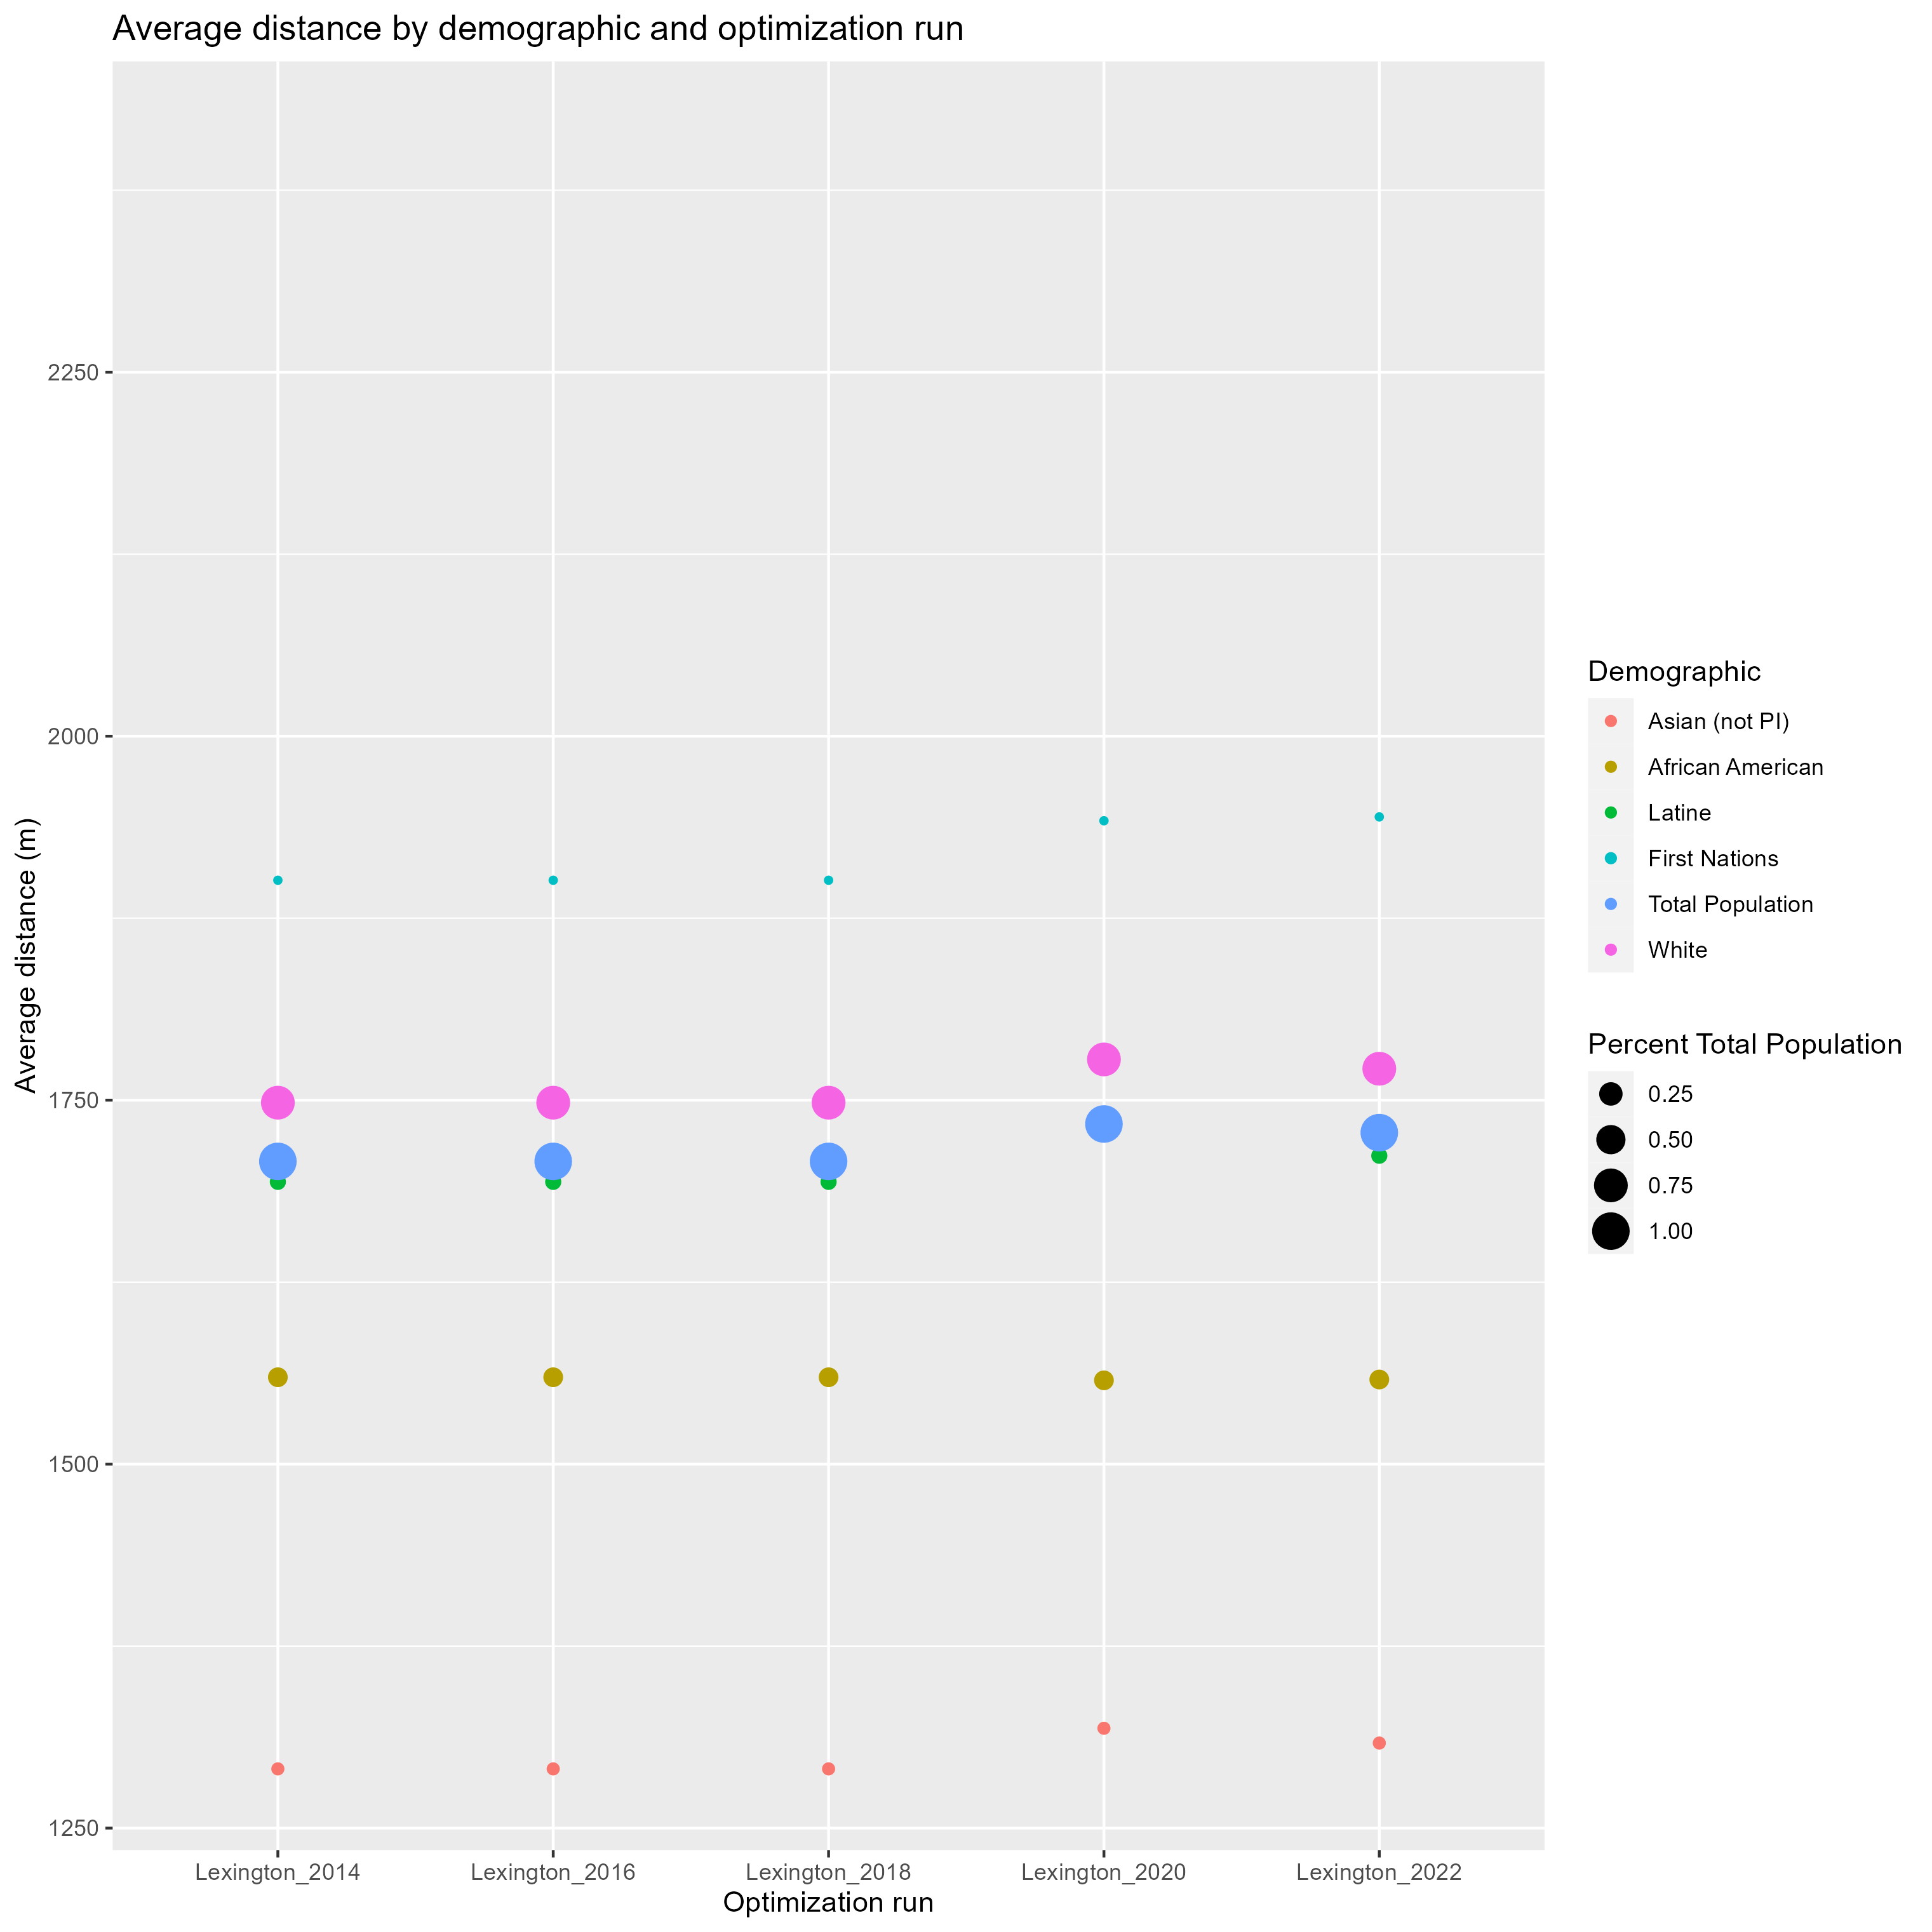 Average distance by demographic and optimization run
Average distance (m)
2250
2000
1750
1500
1250
Lexington_2014
Lexington_2016
Lexington_2018
Lexington_2020
Lexington_2022
Optimization run
Demographic
Asian (not PI)
African American
Latine
First Nations
Total Population
White
Percent Total Population
0.25
0.50
0.75
1.00